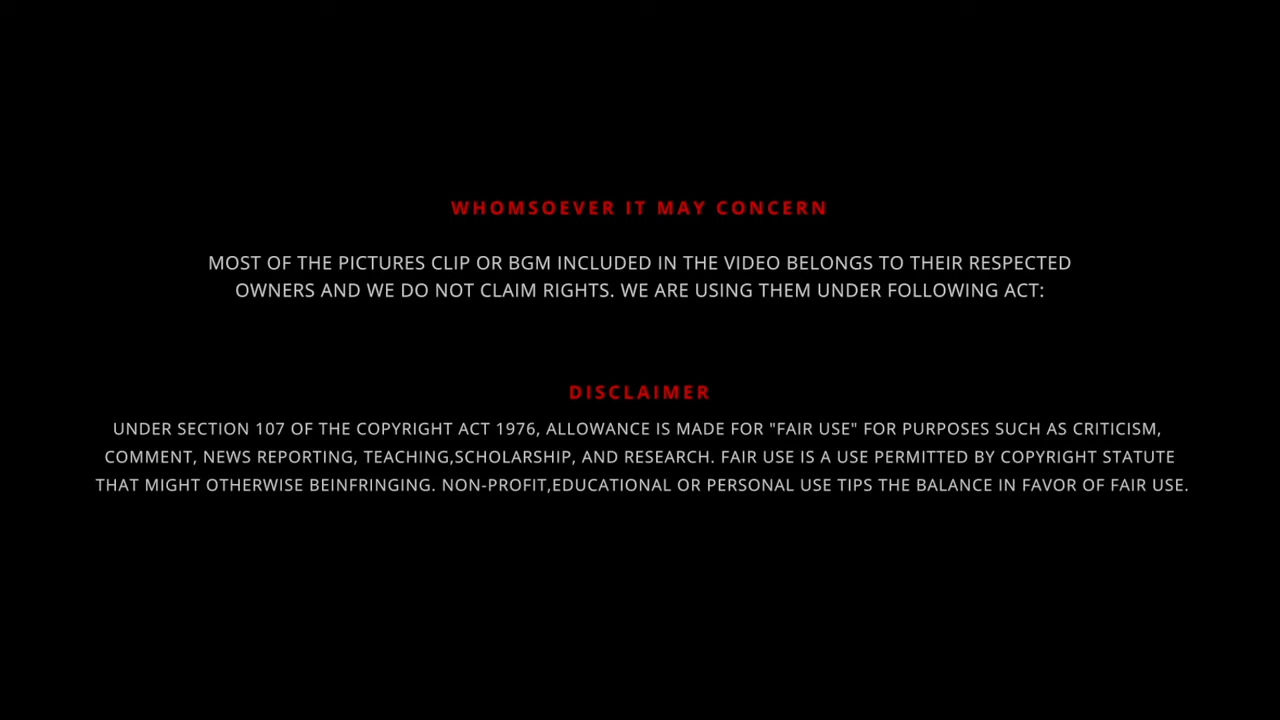 WHOMSOEVER IT MAY CONCERN
MOST OF THE PICTURES CLIP OR BGM INCLUDED IN THE VIDEO BELONGS TO THEIR RESPECTED
OWNERS AND WE DO NOT CLAIM RIGHTS. WE ARE USING THEM UNDER FOLLOWING ACT:
DISCLAIMER
UNDER SECTION 107 OF THE COPYRIGHT ACT 1976, ALLOWANCE IS MADE FOR "FAIR USE" FOR PURPOSES SUCH AS CRITICISM,
COMMENT, NEWS REPORTING, TEACHING,SCHOLARSHIP, AND RESEARCH. FAIR USE IS A USE PERMITTED BY COPYRIGHT STATUTE
THAT MIGHT OTHERWISE BEINFRINGING. NON-PROFIT,EDUCATIONAL OR PERSONAL USE TIPS THE BALANCE IN FAVOR OF FAIR USE.